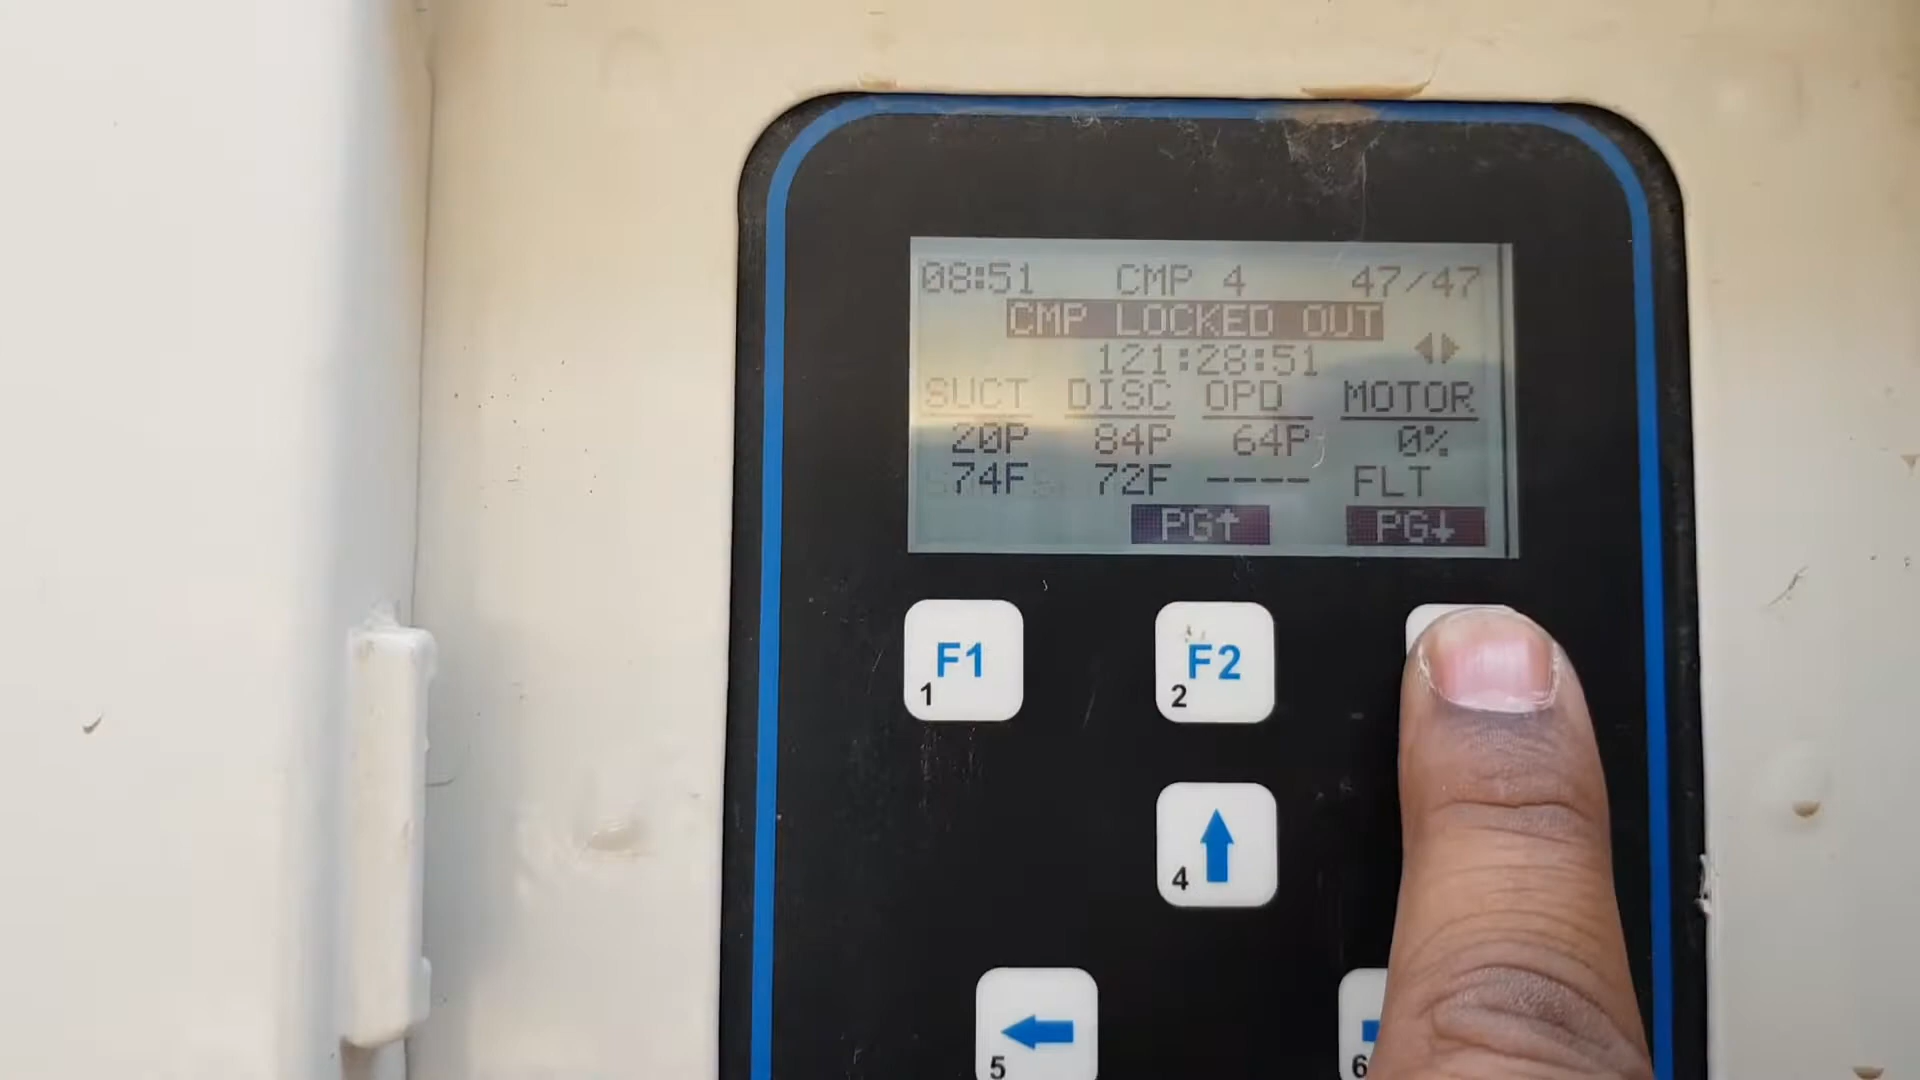 08:51 CMP 4 47/47
CMP LOCKED OUT
121:28:51
SUCT DISC OPD MOTOR
20P 84P 64P 0%
74F 72F ---- FLT
PG↑ PG↓
F1 F2
1 2
4
5 6